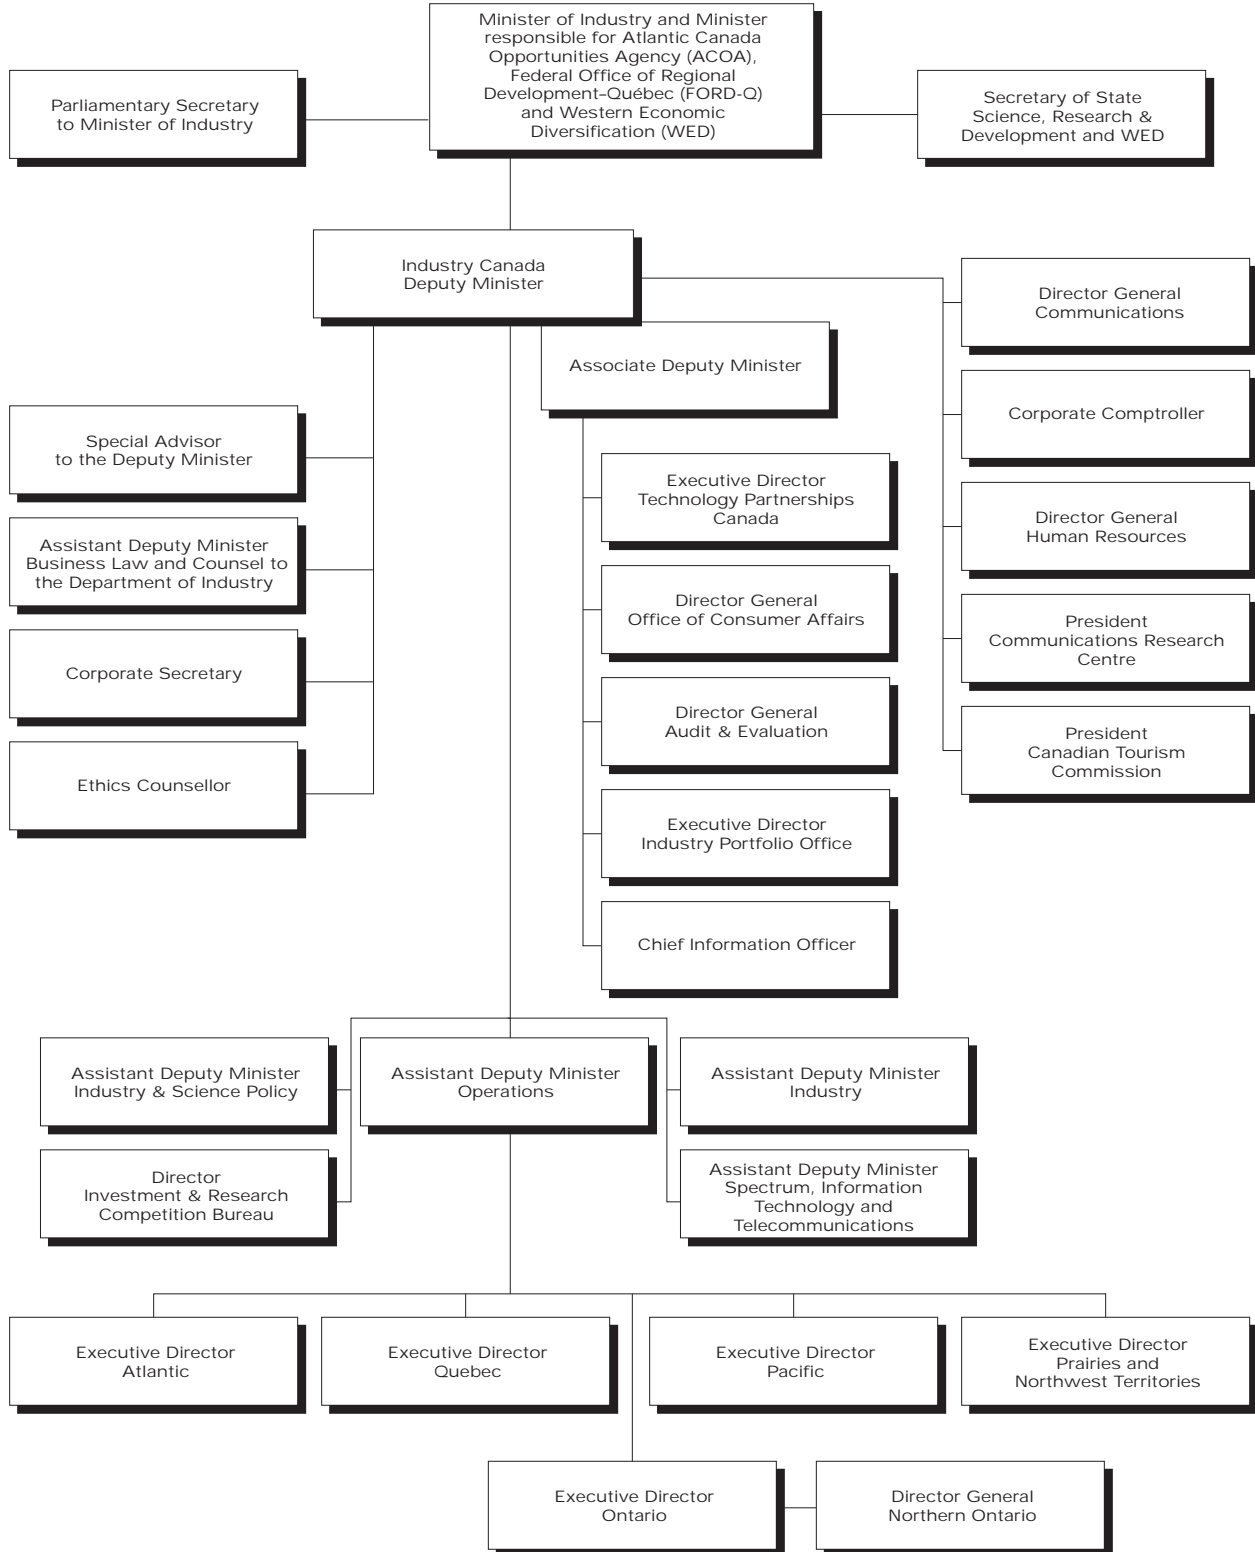 Minister of Industry and Minister
responsible for Atlantic Canada
Opportunities Agency (ACOA),
Federal Office of Regional
Development–Québec (FORD-Q)
and Western Economic
Diversification (WED)
Parliamentary Secretary
to Minister of Industry
Secretary of State
Science, Research &
Development and WED
Industry Canada
Deputy Minister
Director General
Communications
Associate Deputy Minister
Corporate Comptroller
Special Advisor
to the Deputy Minister
Executive Director
Technology Partnerships
Canada
Director General
Human Resources
Assistant Deputy Minister
Business Law and Counsel to
the Department of Industry
Director General
Office of Consumer Affairs
President
Communications Research
Centre
Corporate Secretary
Director General
Audit & Evaluation
President
Canadian Tourism
Commission
Ethics Counsellor
Executive Director
Industry Portfolio Office
Chief Information Officer
Assistant Deputy Minister
Industry & Science Policy
Assistant Deputy Minister
Operations
Assistant Deputy Minister
Industry
Director
Investment & Research
Competition Bureau
Assistant Deputy Minister
Spectrum, Information
Technology and
Telecommunications
Executive Director
Atlantic
Executive Director
Quebec
Executive Director
Pacific
Executive Director
Prairies and
Northwest Territories
Executive Director
Ontario
Director General
Northern Ontario